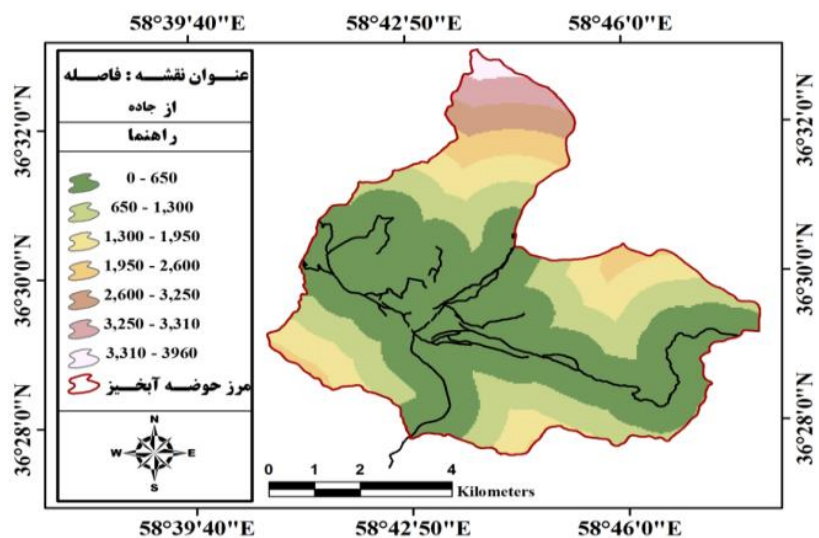 58°39'40"E 58°42'50"E 58°46'0"E
عنوان نقشه : فاصله
از جاده
راهنما
0 - 650
650 - 1,300
1,300 - 1,950
1,950 - 2,600
2,600 - 3,250
3,250 - 3,310
3,310 - 3960
مرز حوضه آبخیز
N
W E
S
36°32'0"N
36°30'0"N
36°28'0"N
36°32'0"N
36°30'0"N
36°28'0"N
0 1 2 4
Kilometers
58°39'40"E 58°42'50"E 58°46'0"E